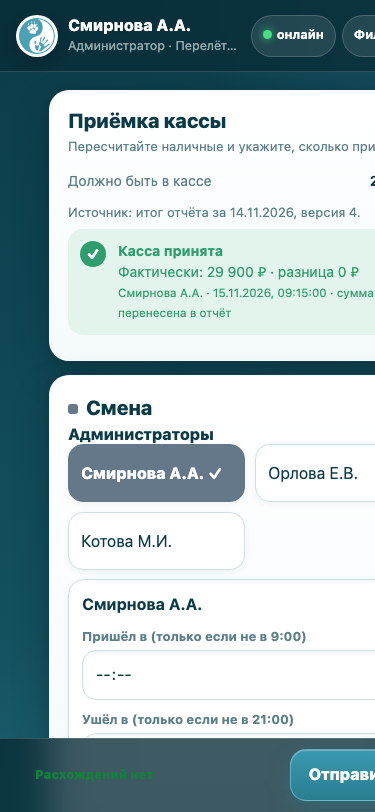 Смирнова А.А.
Администратор · Перелёт…
онлайн
Фил
Приёмка кассы
Пересчитайте наличные и укажите, сколько при
Должно быть в кассе
2
Источник: итог отчёта за 14.11.2026, версия 4.
Касса принята
Фактически: 29 900 ₽ · разница 0 ₽
Смирнова А.А. · 15.11.2026, 09:15:00 · сумма
перенесена в отчёт
Смена
Администраторы
Смирнова А.А. ✓
Орлова Е.В.
Котова М.И.
Смирнова А.А.
Пришёл в (только если не в 9:00)
--:--
Ушёл в (только если не в 21:00)
Расхождений нет
Отправи